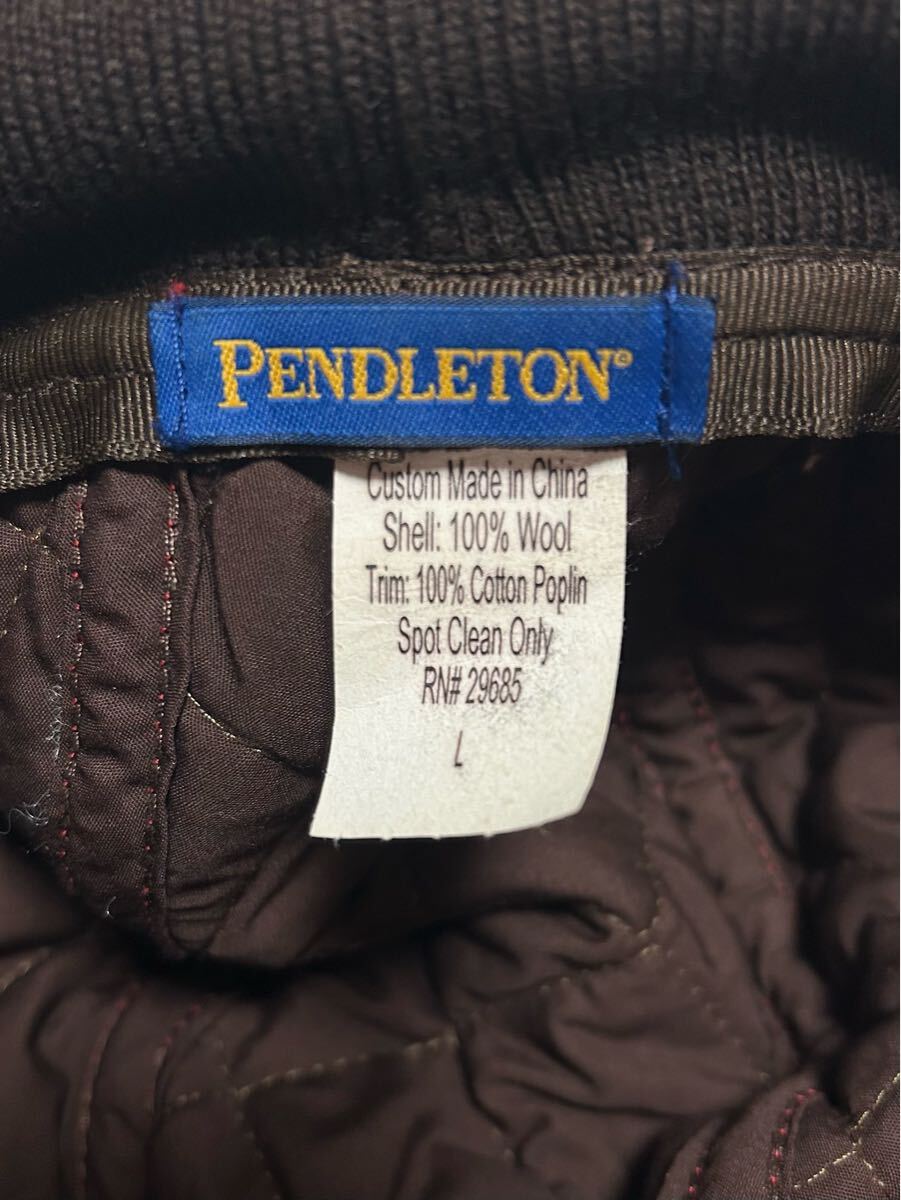 PENDLETON®
Custom Made in China
Shell: 100% Wool
Trim: 100% Cotton Poplin
Spot Clean Only
RN# 29685
L